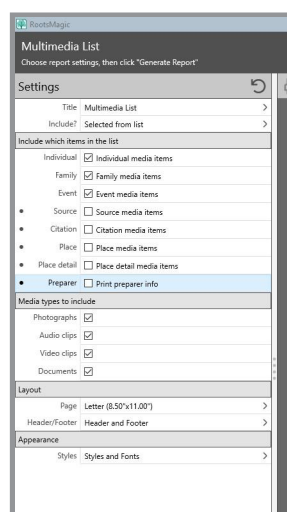 RootsMagic
Multimedia List
Choose report settings, then click "Generate Report"
Settings
Title Multimedia List
Include? Selected from list
Include which items in the list
Individual Individual media items
Family Family media items
Event Event media items
Source Source media items
Citation Citation media items
Place Place media items
Place detail Place detail media items
Preparer Print preparer info
Media types to include
Photographs
Audio clips
Video clips
Documents
Layout
Page Letter (8.50"x11.00")
Header/Footer Header and Footer
Appearance
Styles Styles and Fonts